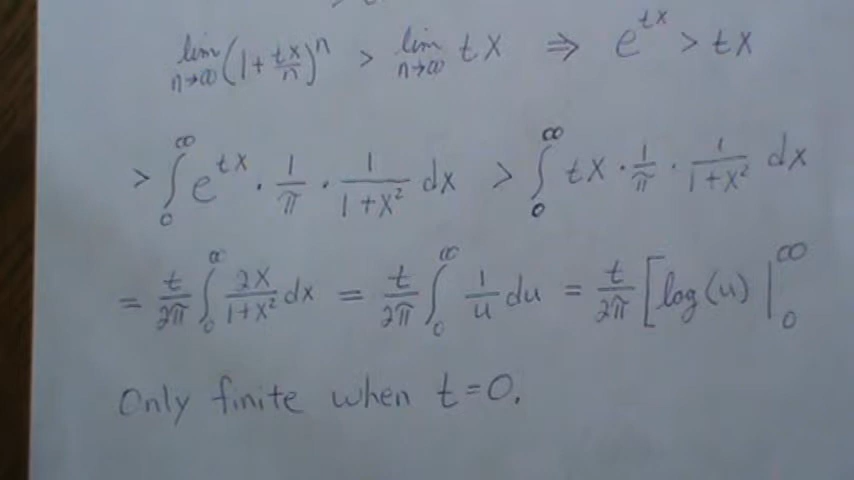 lim n→∞ (1 + tx/n)^n > lim n→∞ tx ⇒ e^tx > tx
> ∫₀^∞ e^tx · 1/π · 1/(1+x²) dx > ∫₀^∞ tx · 1/π · 1/(1+x²) dx
= t/2π ∫₀^∞ 2x/(1+x²) dx = t/2π ∫₀^∞ 1/u du = t/2π [log(u) |₀^∞
Only finite when t=0.